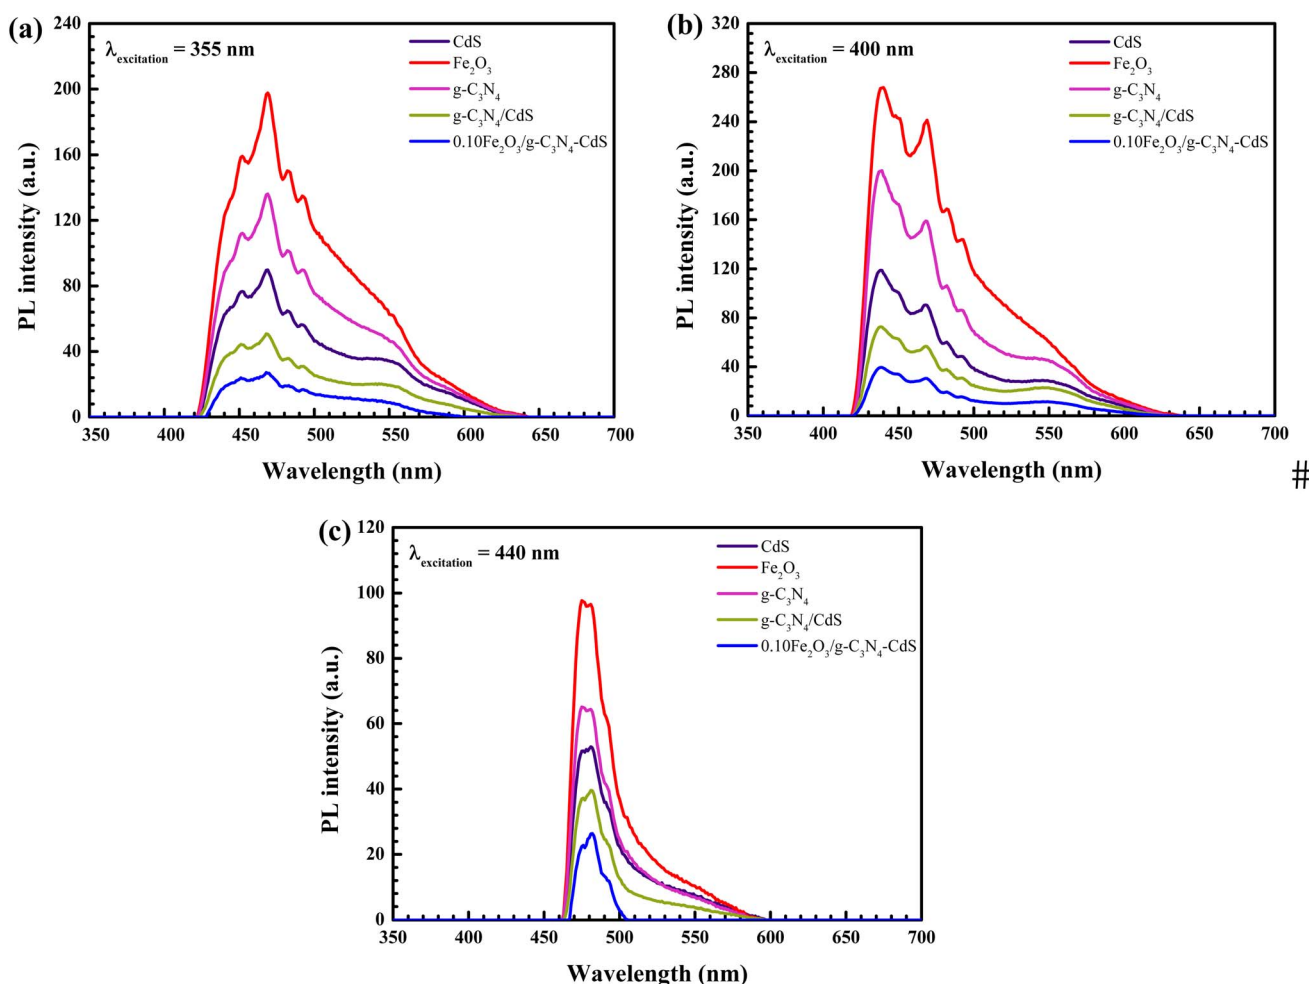 (a)
λexcitation = 355 nm
CdS
Fe2O3
g-C3N4
g-C3N4/CdS
0.10Fe2O3/g-C3N4-CdS
240
200
160
120
80
40
0
PL intensity (a.u.)
350 400 450 500 550 600 650 700
Wavelength (nm)
(b)
λexcitation = 400 nm
CdS
Fe2O3
g-C3N4
g-C3N4/CdS
0.10Fe2O3/g-C3N4-CdS
320
280
240
200
160
120
80
40
0
PL intensity (a.u.)
350 400 450 500 550 600 650 700
Wavelength (nm)
#
(c)
λexcitation = 440 nm
CdS
Fe2O3
g-C3N4
g-C3N4/CdS
0.10Fe2O3/g-C3N4-CdS
120
100
80
60
40
20
0
PL intensity (a.u.)
350 400 450 500 550 600 650 700
Wavelength (nm)